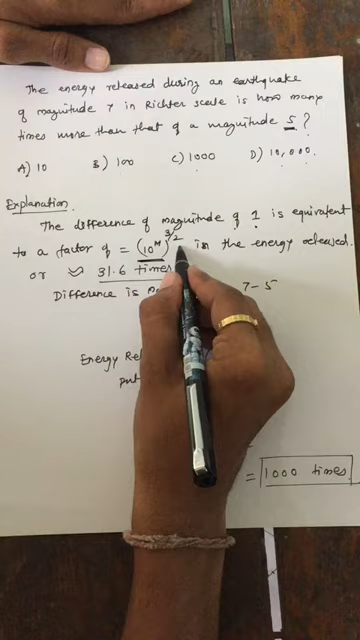 The energy released during an earthquake
of magnitude 7 in Richter scale is how many
times more than that of a magnitude 5 ?
A) 10 B) 100 C) 1000 D) 10,000.
Explanation
The difference of magnitude of 1 is equivalent
to a factor of = (10^M)^3/2 in the energy released.
or ≈ 31.6 times
Difference is 7-5
Energy Re
put
= 1000 times